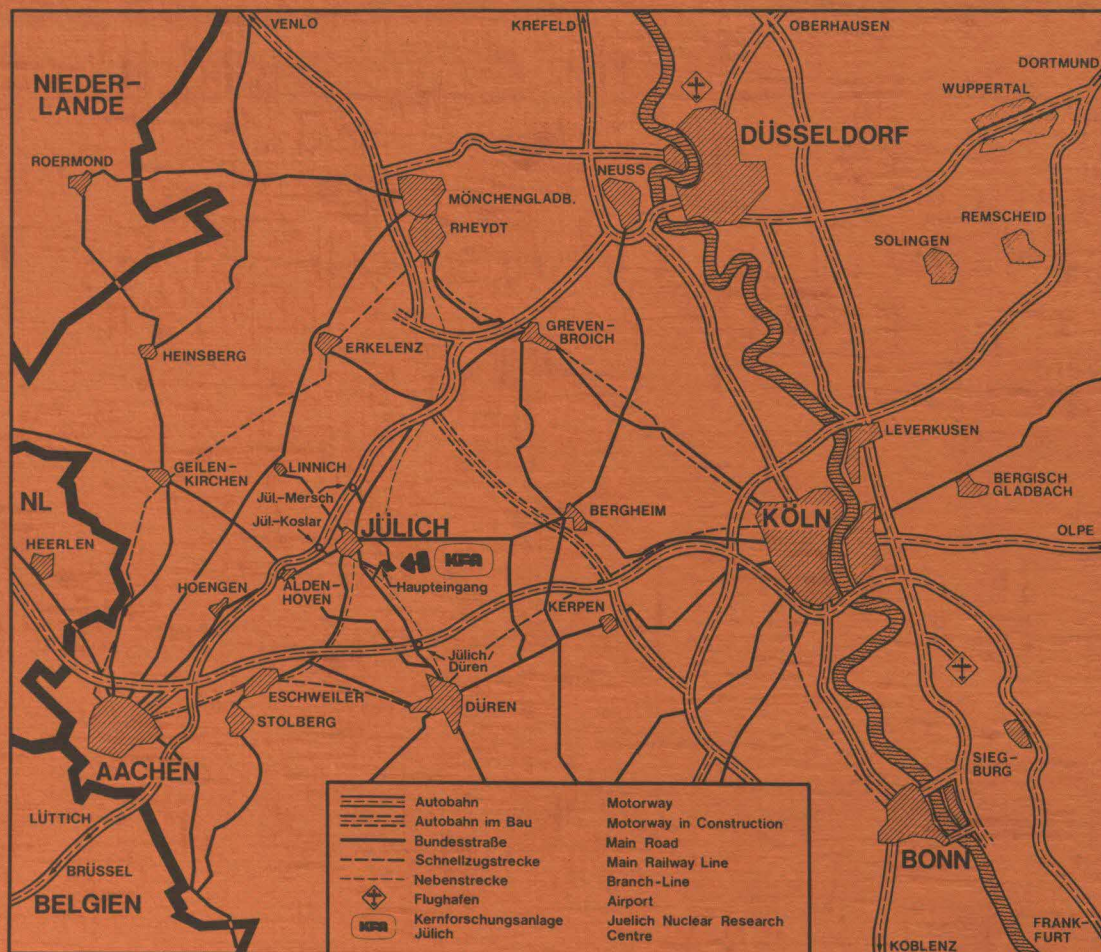 VENLO
KREFELD
OBERHAUSEN
DORTMUND
NIEDER-
LANDE
WUPPERTAL
DÜSSELDORF
ROERMOND
NEUSS
MÖNCHENGLADB.
RHEYDT
REMSCHEID
SOLINGEN
GREVEN-
BROICH
HEINSBERG
ERKELENZ
LEVERKUSEN
GEILEN-
KIRCHEN
LINNICH
Jül.-Mersch
BERGISCH
GLADBACH
NL
Jül.-Koslar
JÜLICH
BERGHEIM
KÖLN
OLPE
HEERLEN
KFA
Haupteingang
HOENGEN
ALDEN-
HOVEN
KERPEN
Jülich/
Düren
ESCHWEILER
DÜREN
STOLBERG
AACHEN
SIEG-
BURG
LÜTTICH
BRÜSSEL
BELGIEN
BONN
FRANK-
FURT
KOBLENZ
Autobahn Motorway
Autobahn im Bau Motorway in Construction
Bundesstraße Main Road
Schnellzugstrecke Main Railway Line
Nebenstrecke Branch-Line
Flughafen Airport
KFA Kernforschungsanlage Juelich Nuclear Research
Jülich Centre